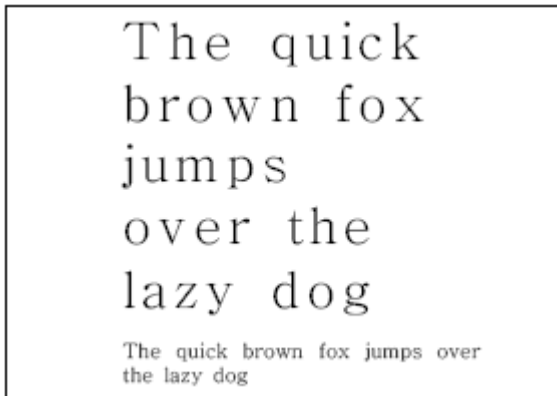 The quick
brown fox
jumps
over the
lazy dog
The quick brown fox jumps over
the lazy dog